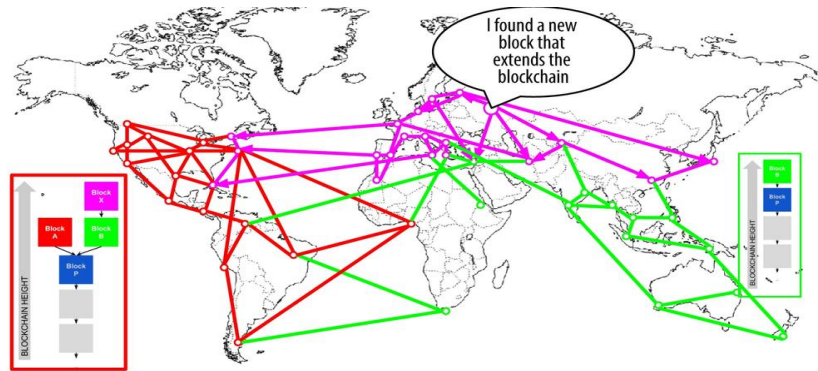 I found a new
block that
extends the
blockchain
BLOCKCHAIN HEIGHT
Block
X
Block
A
Block
B
Block
P
BLOCKCHAIN HEIGHT
Block
B
Block
P